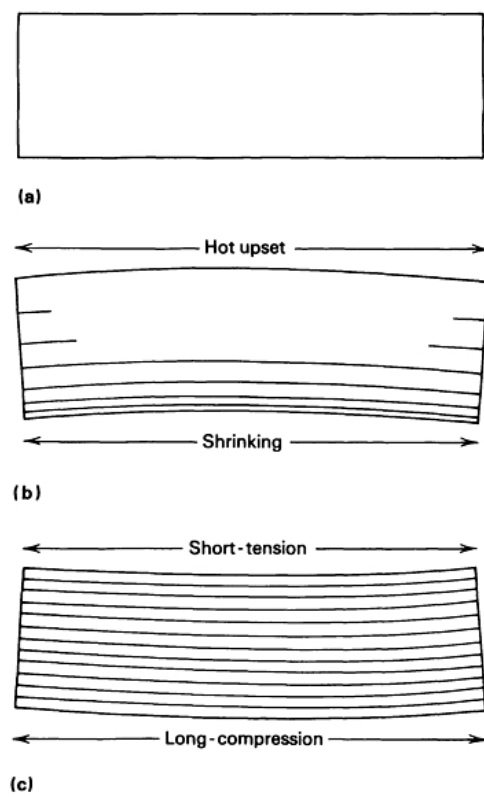 (a)
Hot upset
Shrinking
(b)
Short-tension
Long-compression
(c)